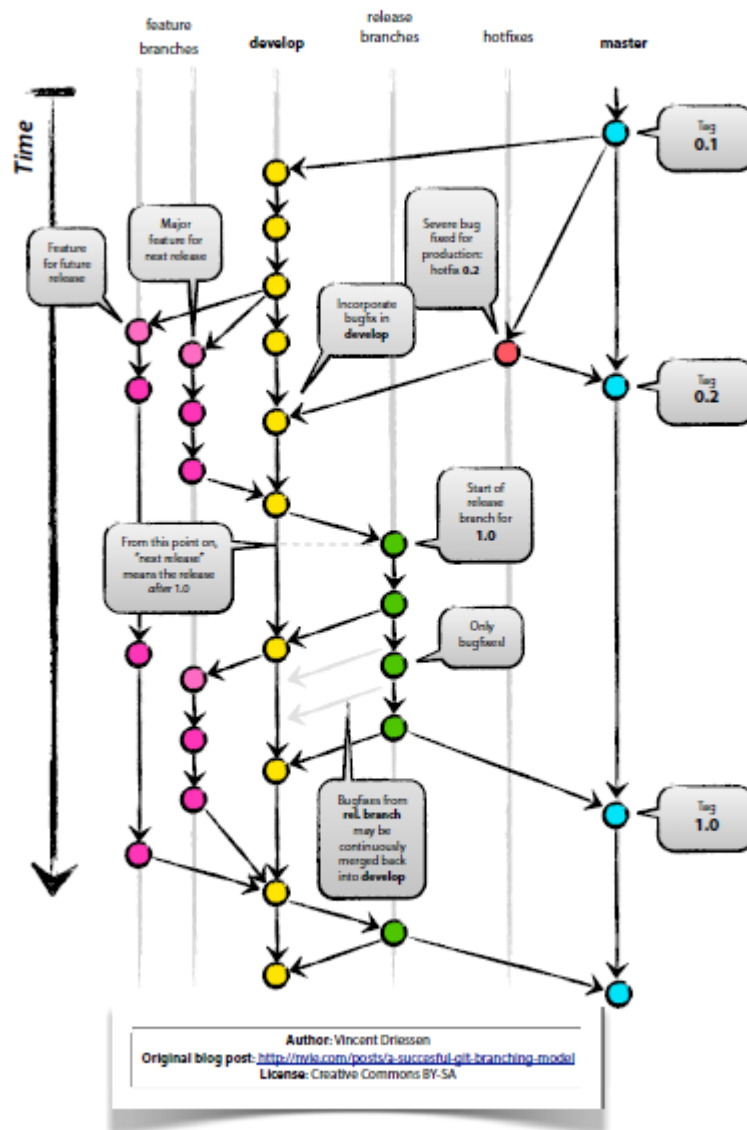 feature
branches
develop
release
branches
hotfixes
master
Time
Tag
0.1
Major
feature for
next release
Severe bug
fixed for
production:
hotfix 0.2
Feature
for future
release
Incorporate
bugfix in
develop
Tag
0.2
Start of
release
branch for
1.0
From this point on,
"next release"
means the release
after 1.0
Only
bugfixes!
Bugfixes from
rel. branch
may be
continuously
merged back
into develop
Tag
1.0
Author: Vincent Driessen
Original blog post: http://nvie.com/posts/a-succesful-git-branching-model
License: Creative Commons BY-SA